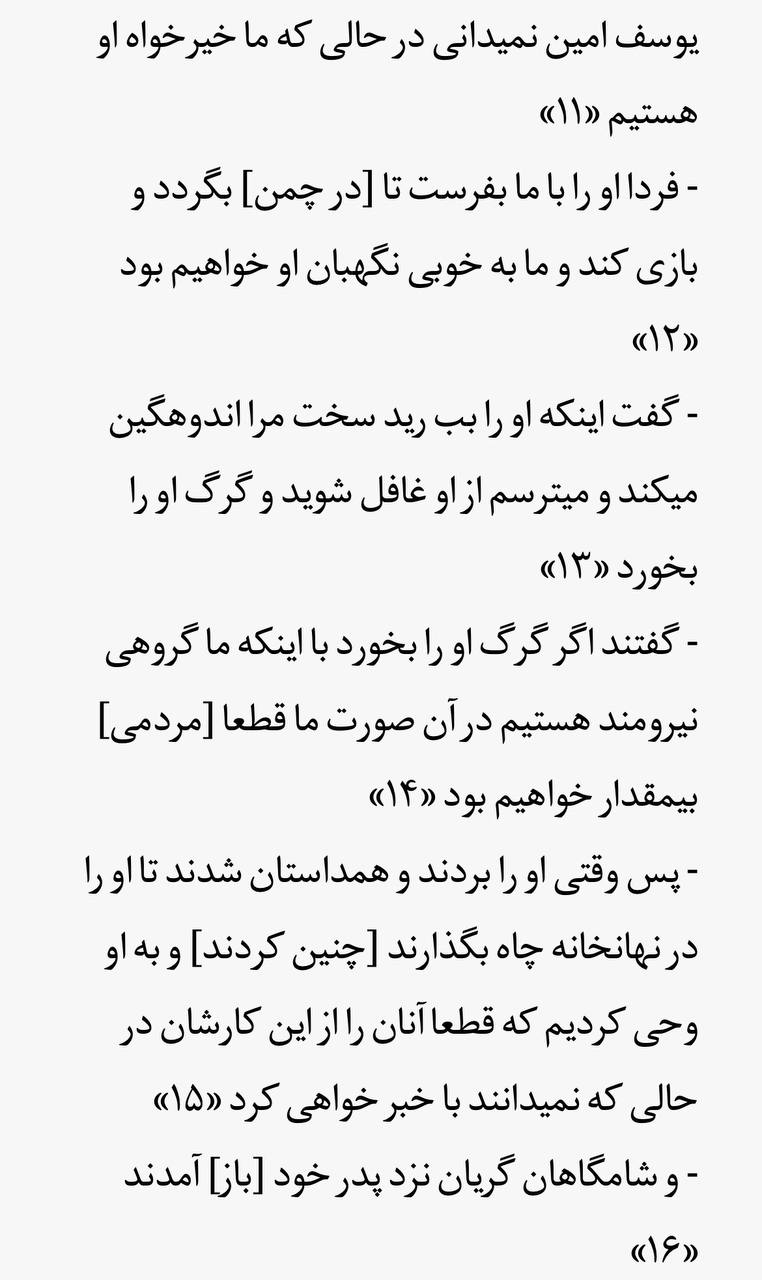 یوسف امین نمیدانی در حالی که ما خیرخواه او
هستیم «۱۱»
- فردا او را با ما بفرست تا [در چمن] بگردد و
بازی کند و ما به خوبی نگهبان او خواهیم بود
«۱۲»
- گفت اینکه او را بب رید سخت مرا اندوهگین
میکند و میترسم از او غافل شوید و گرگ او را
بخورد «۱۳»
- گفتند اگر گرگ او را بخورد با اینکه ما گروهی
نیرومند هستیم در آن صورت ما قطعا [مردمی]
بیمقدار خواهیم بود «۱۴»
- پس وقتی او را بردند و همداستان شدند تا او را
در نهانخانه چاه بگذارند [چنین کردند] و به او
وحی کردیم که قطعا آنان را از این کارشان در
حالی که نمیدانند با خبر خواهی کرد «۱۵»
- و شامگاهان گریان نزد پدر خود [باز] آمدند
«۱۶»